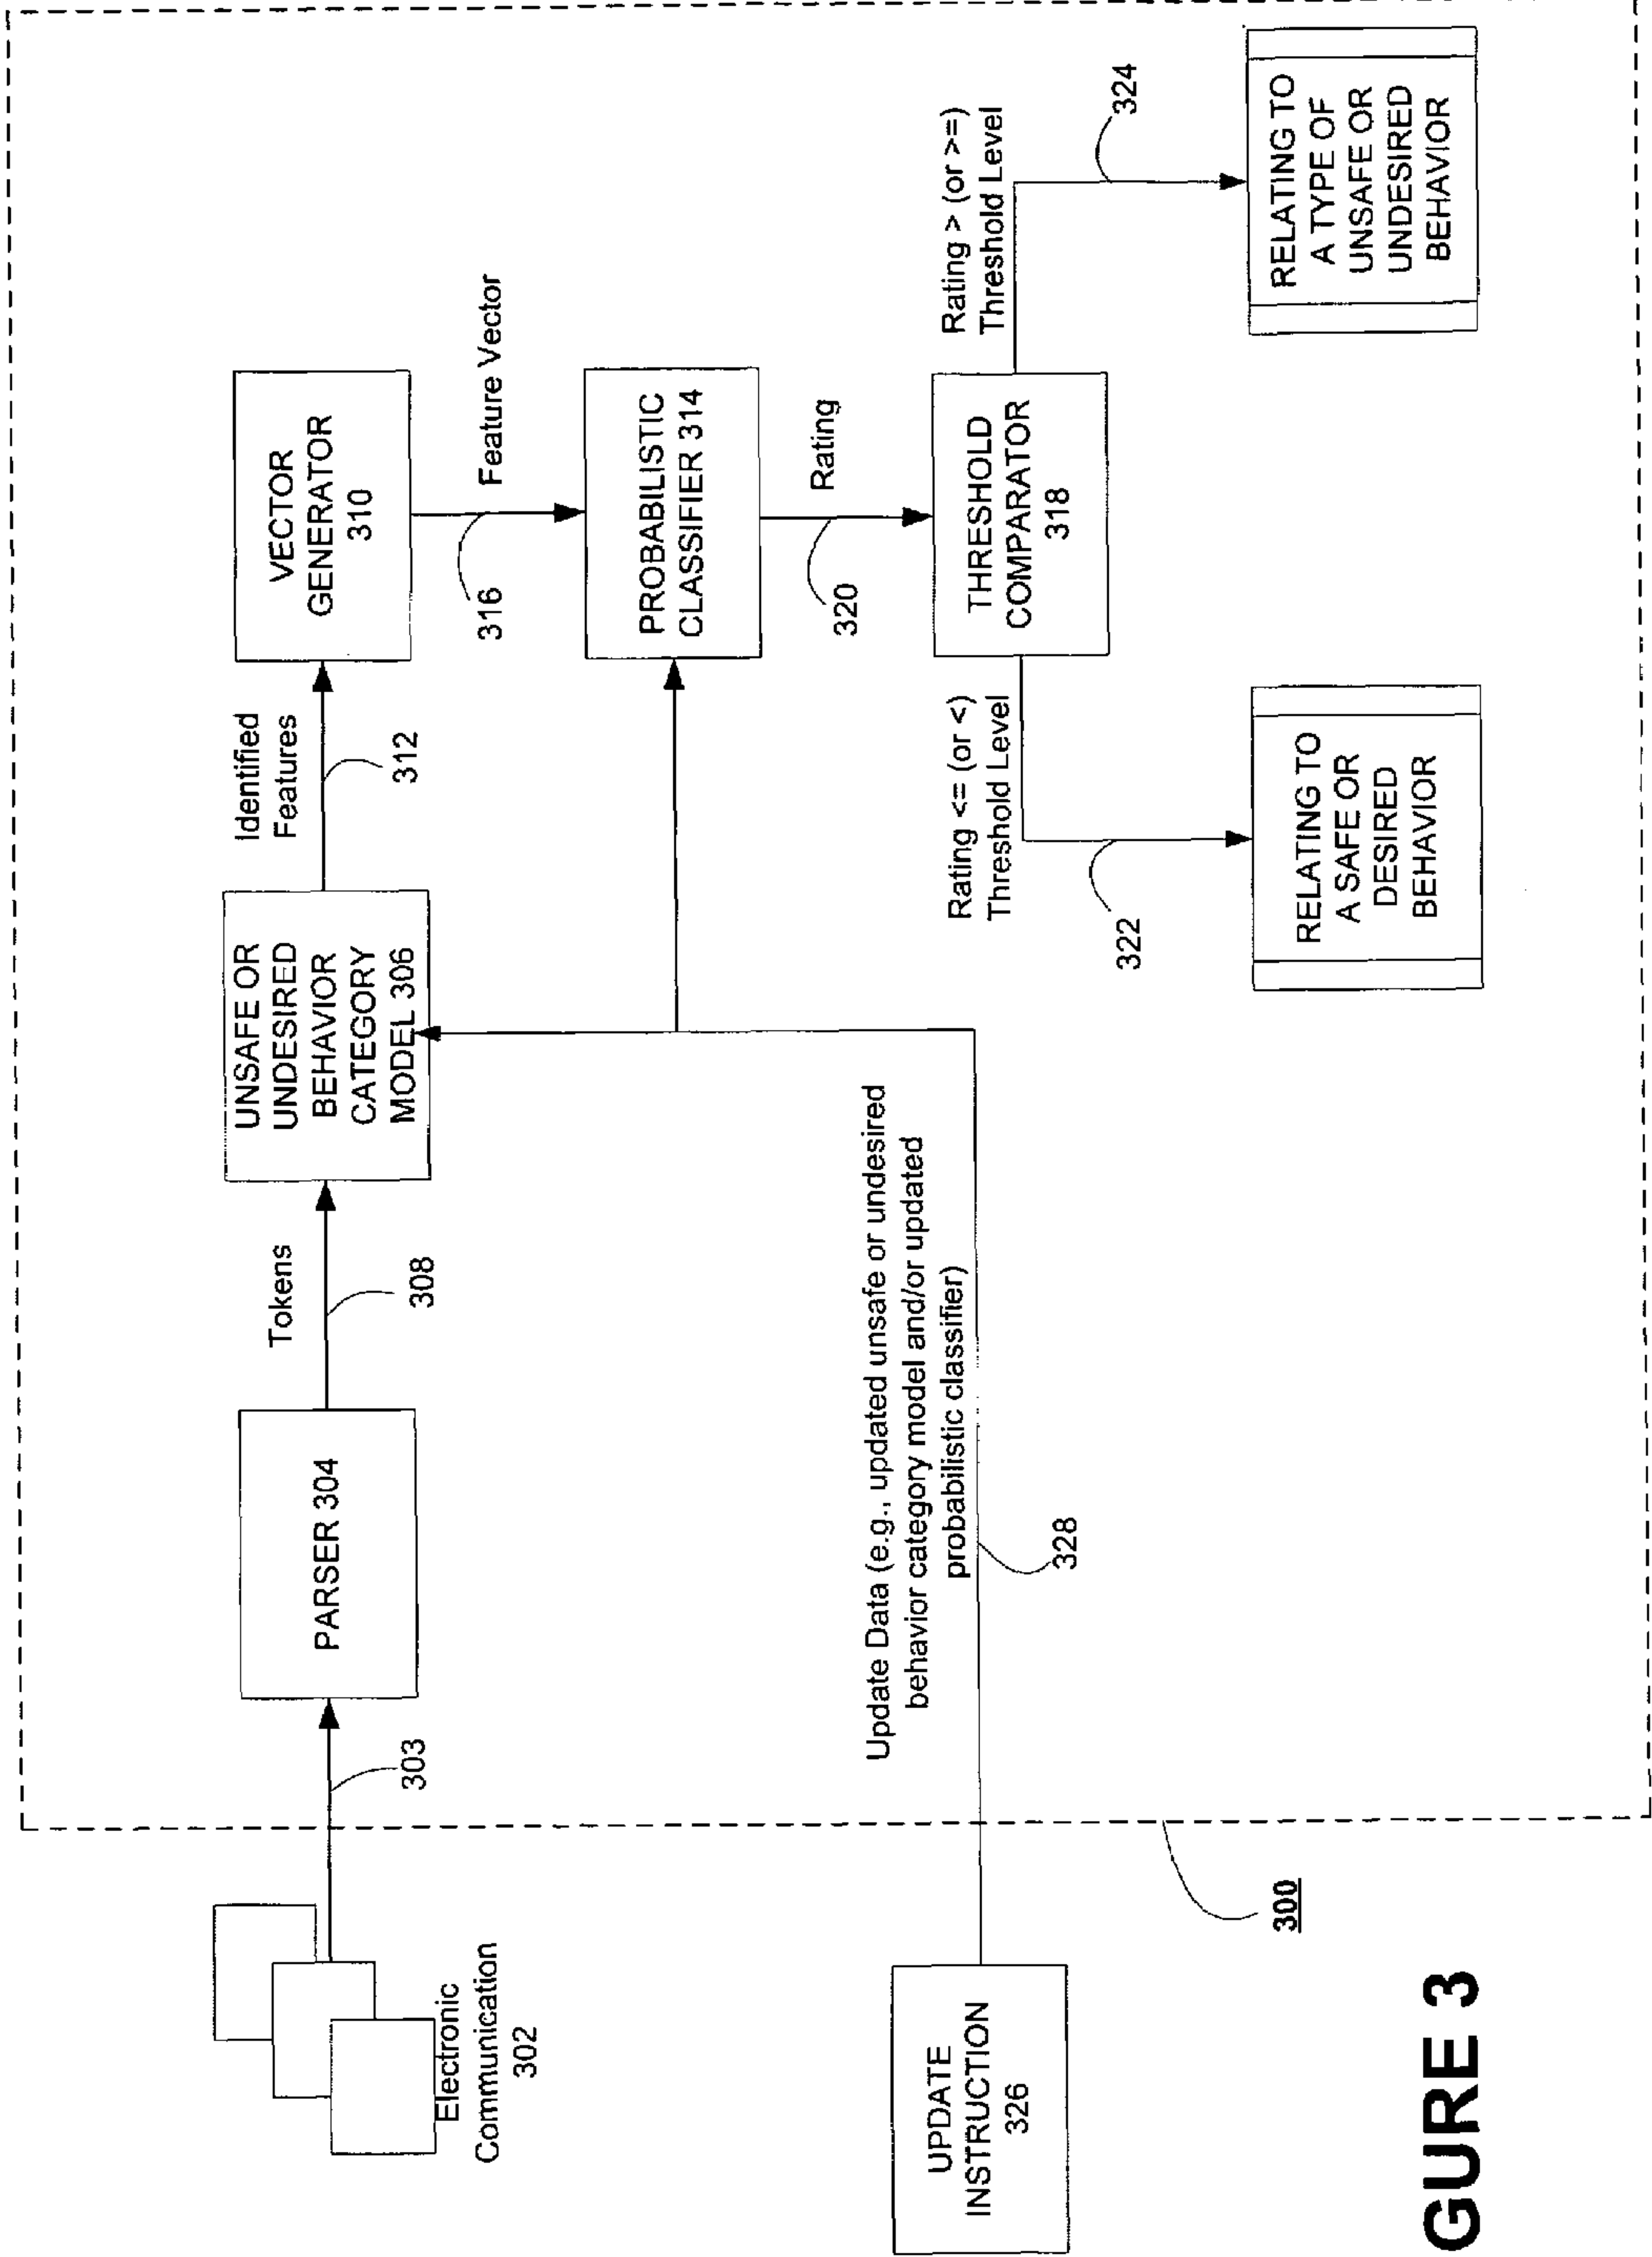 Electronic
Communication
302
303
PARSER 304
Tokens
308
UNSAFE OR
UNDESIRED
BEHAVIOR
CATEGORY
MODEL 306
Identified
Features
312
VECTOR
GENERATOR
310
Feature Vector
316
PROBABILISTIC
CLASSIFIER 314
Rating
320
THRESHOLD
COMPARATOR
318
Rating <= (or <)
Threshold Level
322
RELATING TO
A SAFE OR
DESIRED
BEHAVIOR
Rating > (or >=)
Threshold Level
324
RELATING TO
A TYPE OF
UNSAFE OR
UNDESIRED
BEHAVIOR
UPDATE
INSTRUCTION
326
Update Data (e.g., updated unsafe or undesired
behavior category model and/or updated
probabilistic classifier)
328
300
GURE 3